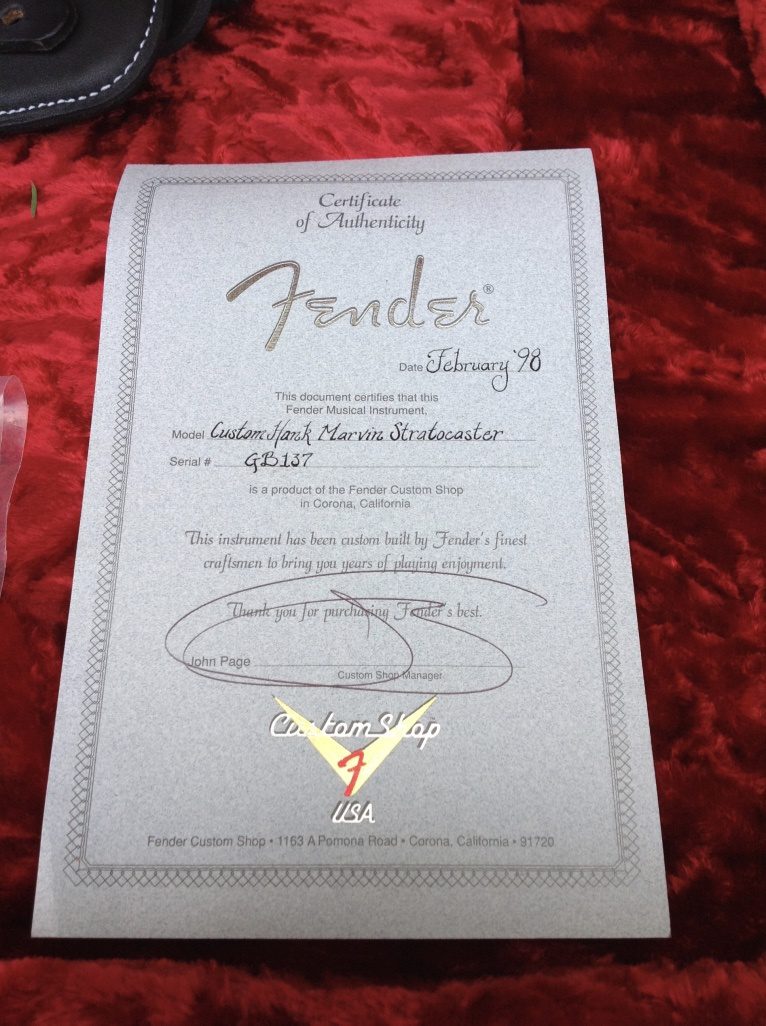 Certificate
of Authenticity
Fender®
Date February '98
This document certifies that this
Fender Musical Instrument,
Model Custom Hank Marvin Stratocaster
Serial # GB137
is a product of the Fender Custom Shop
in Corona, California
This instrument has been custom built by Fender's finest
craftsmen to bring you years of playing enjoyment.
Thank you for purchasing Fender's best.
John Page
Custom Shop Manager
Custom Shop
F
USA
Fender Custom Shop • 1163 A Pomona Road • Corona, California • 91720